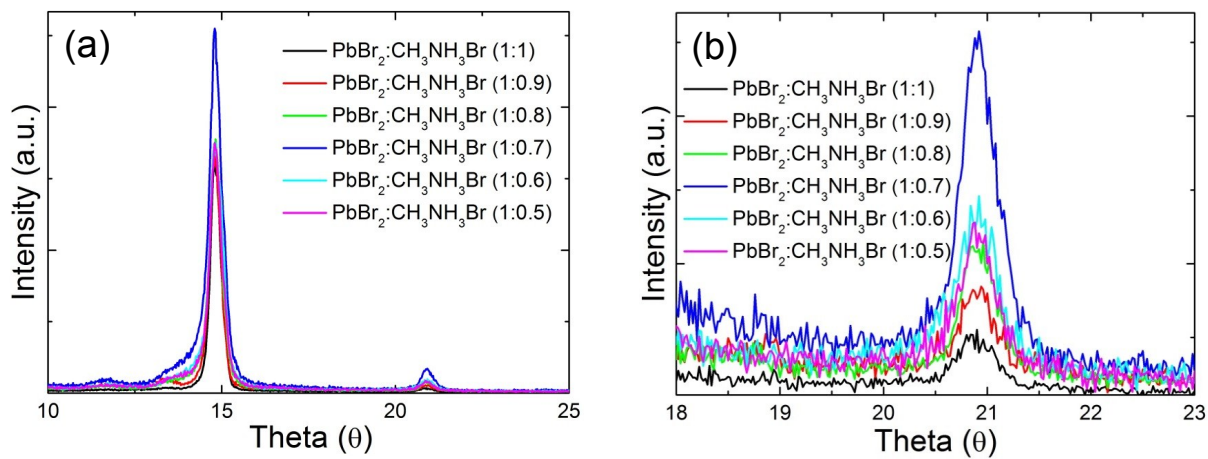 (a)
PbBr₂:CH₃NH₃Br (1:1)
PbBr₂:CH₃NH₃Br (1:0.9)
PbBr₂:CH₃NH₃Br (1:0.8)
PbBr₂:CH₃NH₃Br (1:0.7)
PbBr₂:CH₃NH₃Br (1:0.6)
PbBr₂:CH₃NH₃Br (1:0.5)
Intensity (a.u.)
10 15 20 25
Theta (θ)
(b)
PbBr₂:CH₃NH₃Br (1:1)
PbBr₂:CH₃NH₃Br (1:0.9)
PbBr₂:CH₃NH₃Br (1:0.8)
PbBr₂:CH₃NH₃Br (1:0.7)
PbBr₂:CH₃NH₃Br (1:0.6)
PbBr₂:CH₃NH₃Br (1:0.5)
Intensity (a.u.)
18 19 20 21 22 23
Theta (θ)